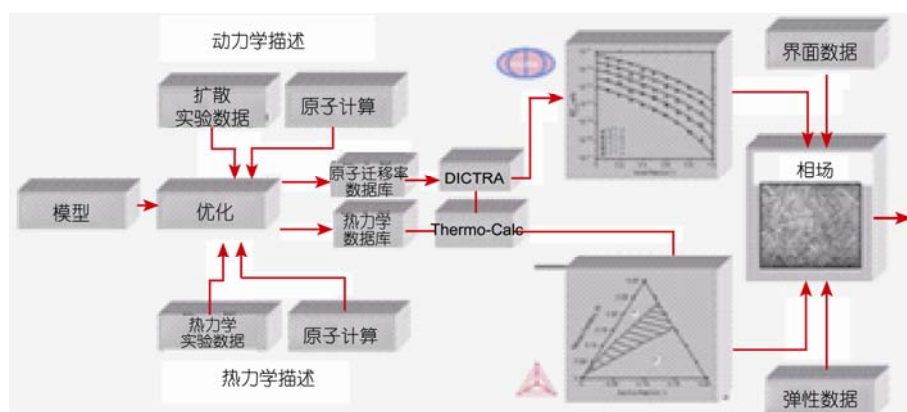 动力学描述
扩散
实验数据
原子计算
界面数据
模型
优化
原子迁移率
数据库
DICTRA
热力学
数据库
Thermo-Calc
相场
热力学
实验数据
原子计算
热力学描述
弹性数据